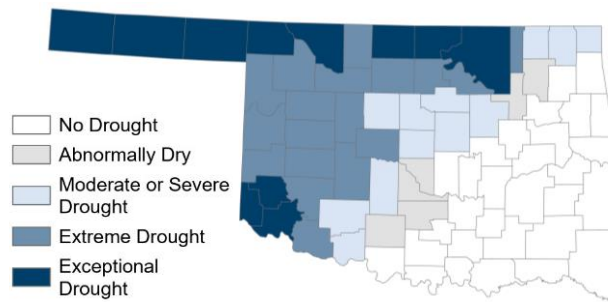 No Drought
Abnormally Dry
Moderate or Severe
Drought
Extreme Drought
Exceptional
Drought